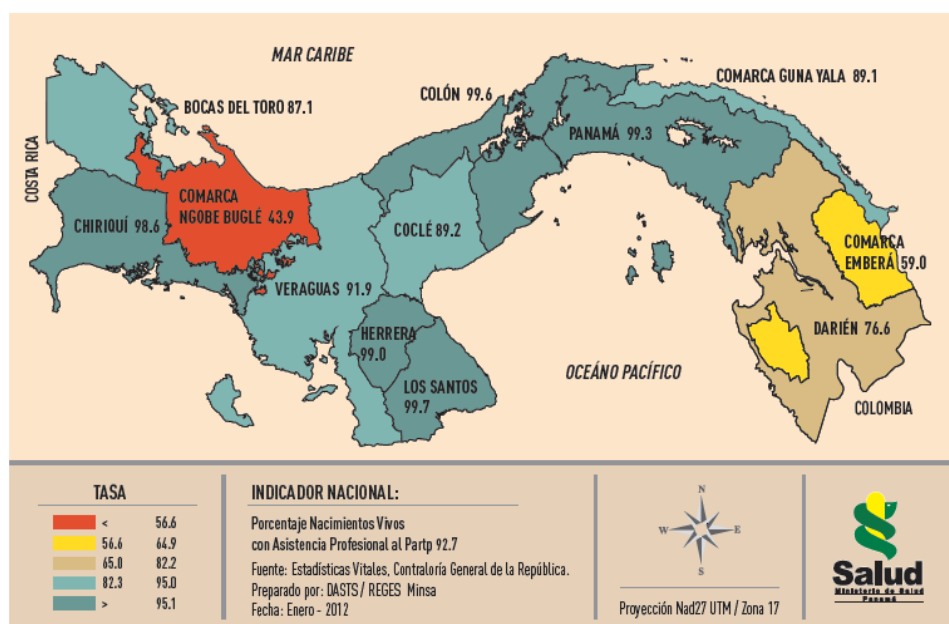 MAR CARIBE
COMARCA GUNA YALA 89.1
COLÓN 99.6
BOCAS DEL TORO 87.1
PANAMÁ 99.3
COSTA RICA
COMARCA
NGOBE BUGLÉ 43.9
CHIRIQUÍ 98.6
COCLÉ 89.2
COMARCA
EMBERÁ 59.0
VERAGUAS 91.9
HERRERA
99.0
DARIÉN 76.6
OCEÁNO PACÍFICO
LOS SANTOS
99.7
COLOMBIA
TASA
< 56.6
56.6 64.9
65.0 82.2
82.3 95.0
> 95.1
INDICADOR NACIONAL:
Porcentaje Nacimientos Vivos
con Asistencia Profesional al Partp 92.7
Fuente: Estadísticas Vitales, Contraloría General de la República.
Preparado por: DASTS / REGES Minsa
Fecha: Enero - 2012
N
W E
S
Proyección Nad27 UTM / Zona 17
Salud
Ministerio de Salud
Panamá